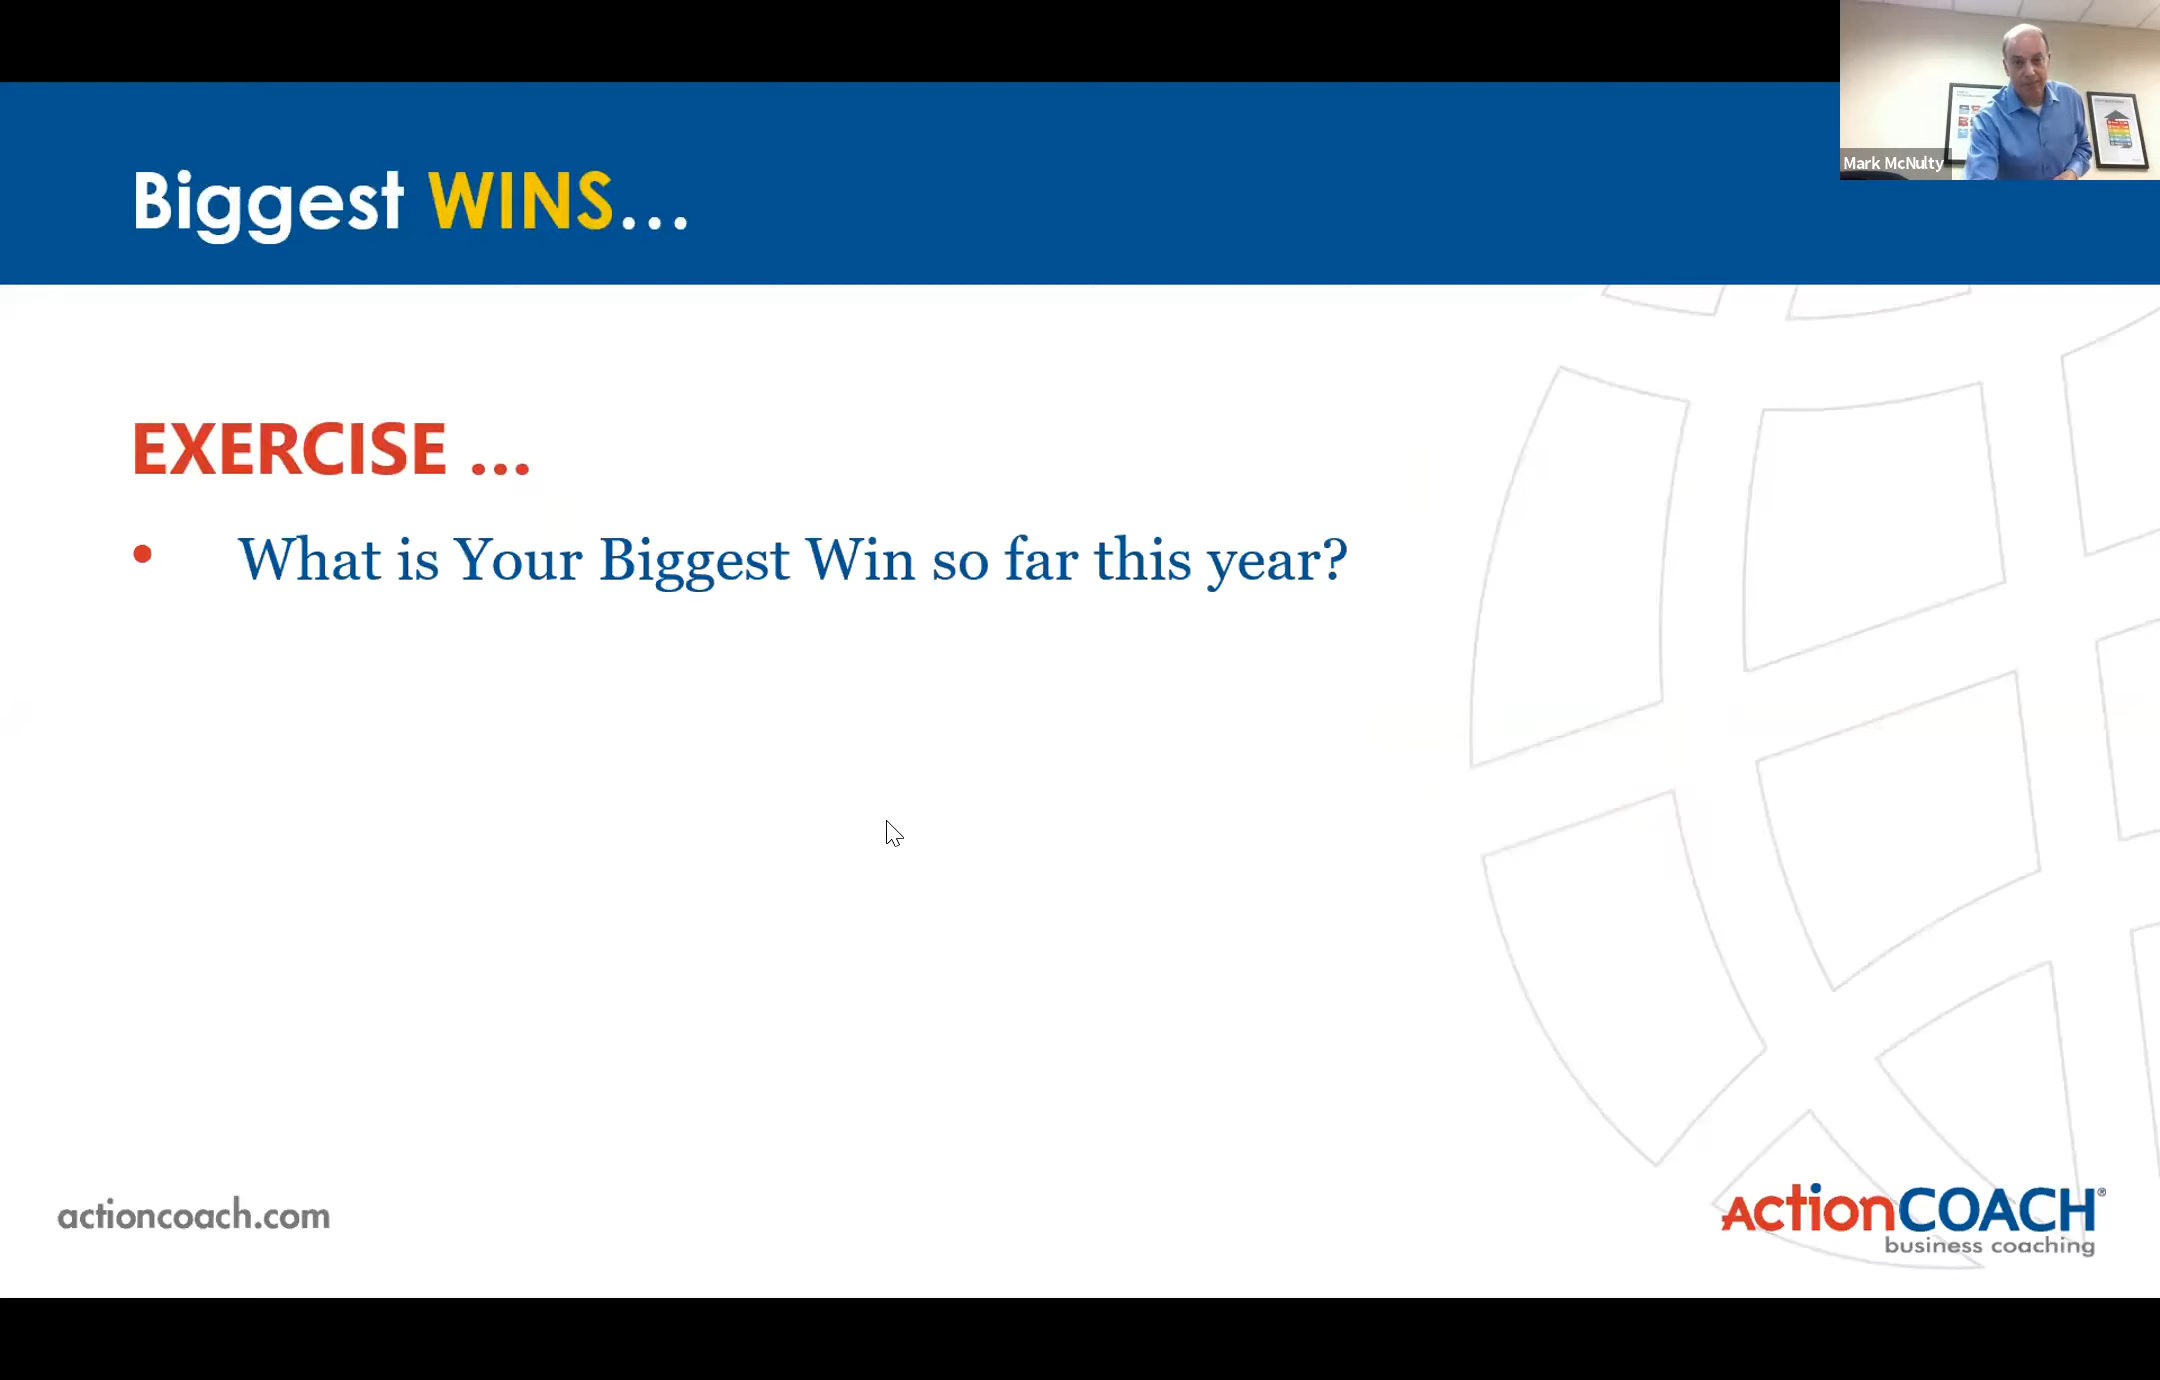 Biggest WINS...
Mark McNulty
EXERCISE ...
• What is Your Biggest Win so far this year?
actioncoach.com
ActionCOACH®
business coaching